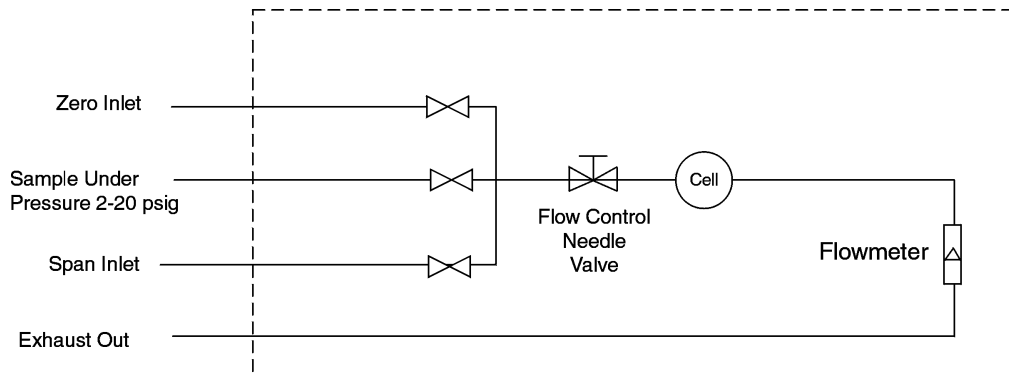 Zero Inlet
Sample Under
Pressure 2-20 psig
Span Inlet
Exhaust Out
Flow Control
Needle
Valve
Cell
Flowmeter